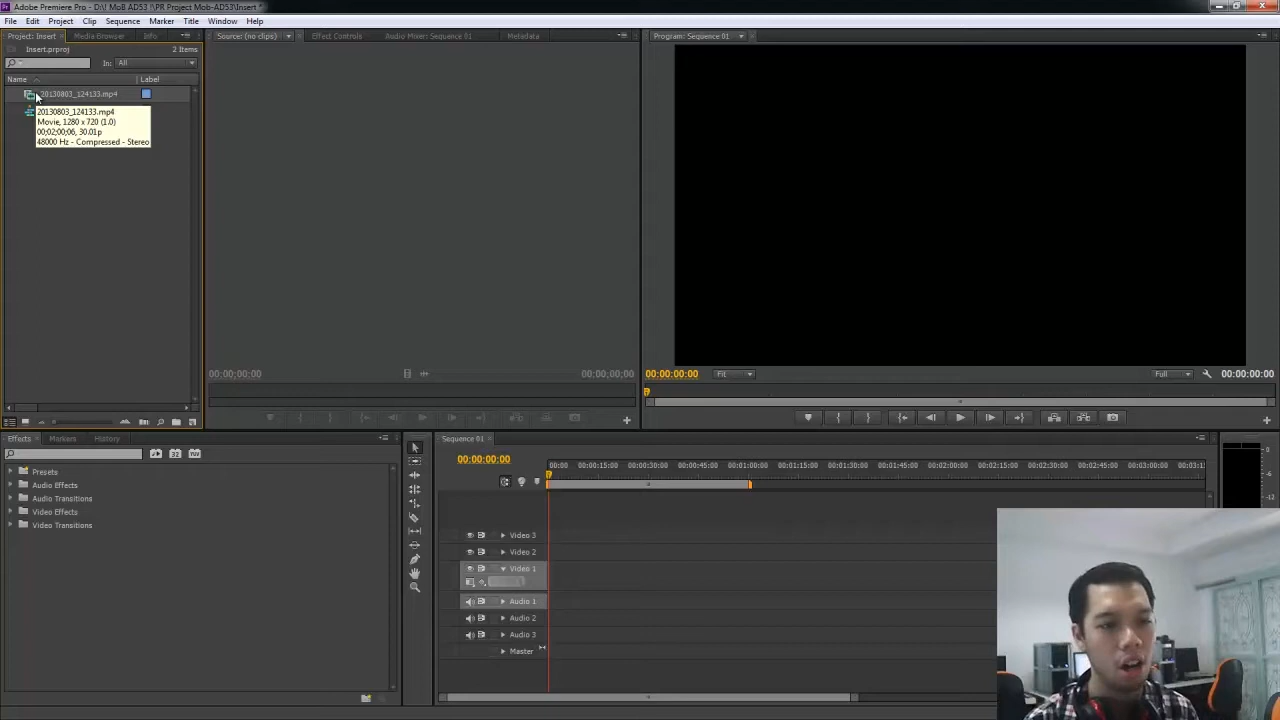 Adobe Premiere Pro - D:\! MoB AD53 !\PR Project Mob-AD53\Insert *
File Edit Project Clip Sequence Marker Title Window Help
Project: Insert Media Browser Info
Source: (no clips) Effect Controls Audio Mixer: Sequence 01 Metadata
Program: Sequence 01
Insert.prproj 2 Items
In: All
Name Label
20130803_124133.mp4
20130803_124133.mp4
Movie, 1280 x 720 (1.0)
00;02;00;06, 30.01p
48000 Hz - Compressed - Stereo
00;00;00;00 00;00;00;00
00:00:00:00 Fit Full 00:00:00:00
Effects Markers History
Presets
Audio Effects
Audio Transitions
Video Effects
Video Transitions
Sequence 01
00:00:00:00
00:00 00:00:15:00 00:00:30:00 00:00:45:00 00:01:00:00 00:01:15:00 00:01:30:00 00:01:45:00 00:02:00:00 00:02:15:00 00:02:30:00 00:02:45:00 00:03:00:00 00:03:1
Video 3
Video 2
Video 1
Audio 1
Audio 2
Audio 3
Master
0
-6
-12